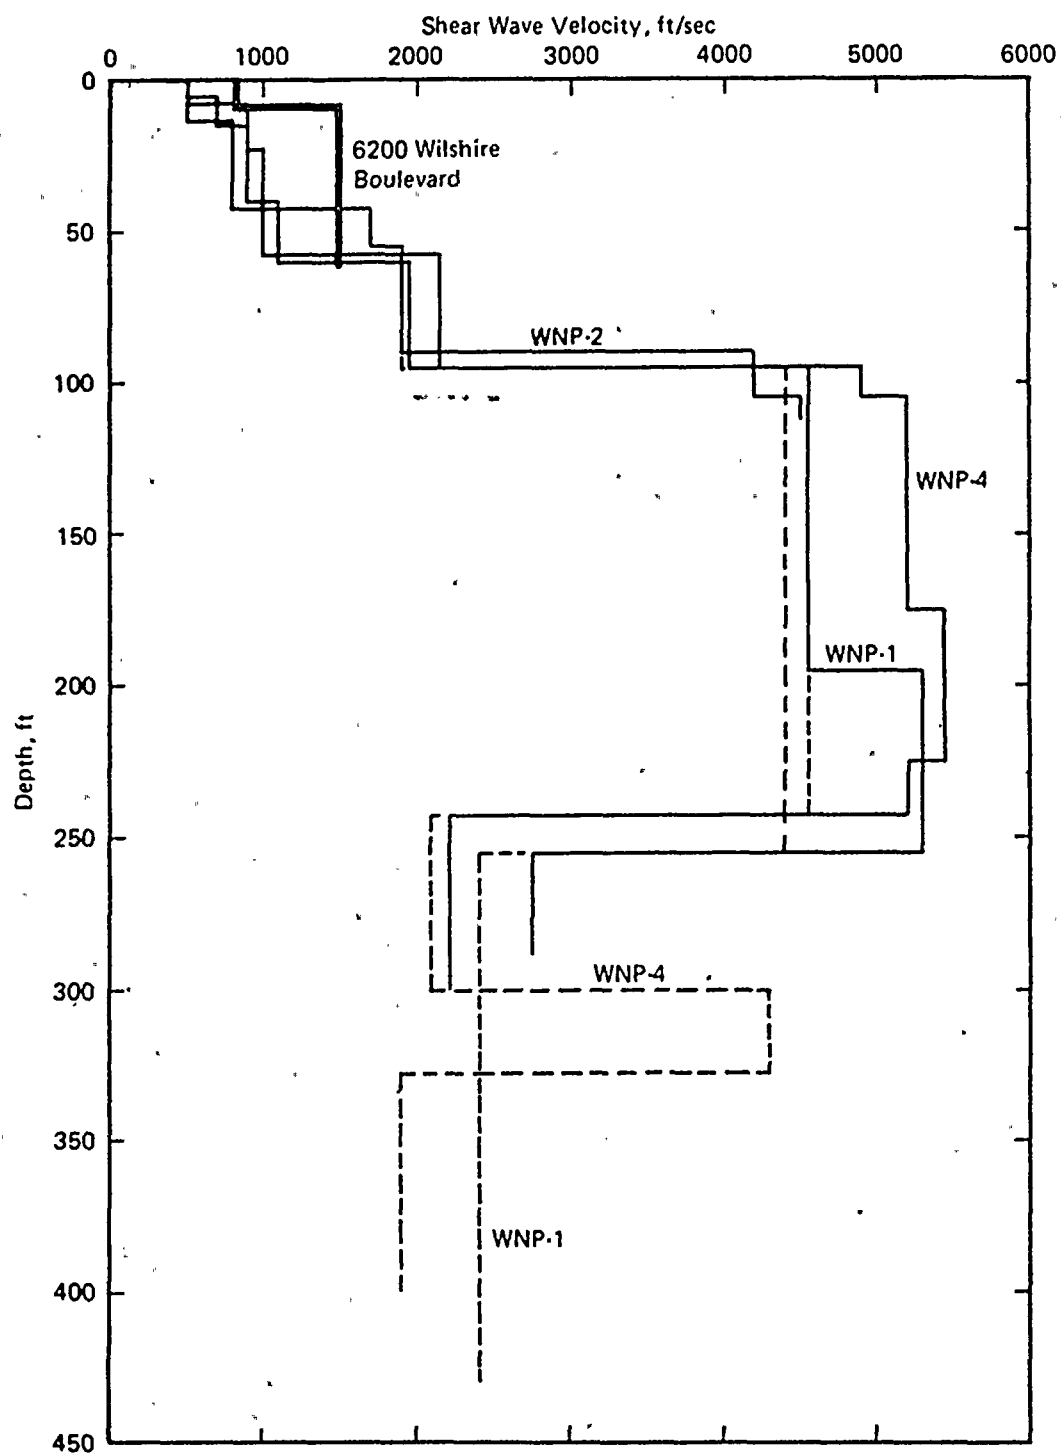 Shear Wave Velocity, ft/sec
0 1000 2000 3000 4000 5000 6000
0
6200 Wilshire
Boulevard
50
WNP-2
100
WNP-4
150
WNP-1
200
Depth, ft
250
WNP-4
300
350
WNP-1
400
450